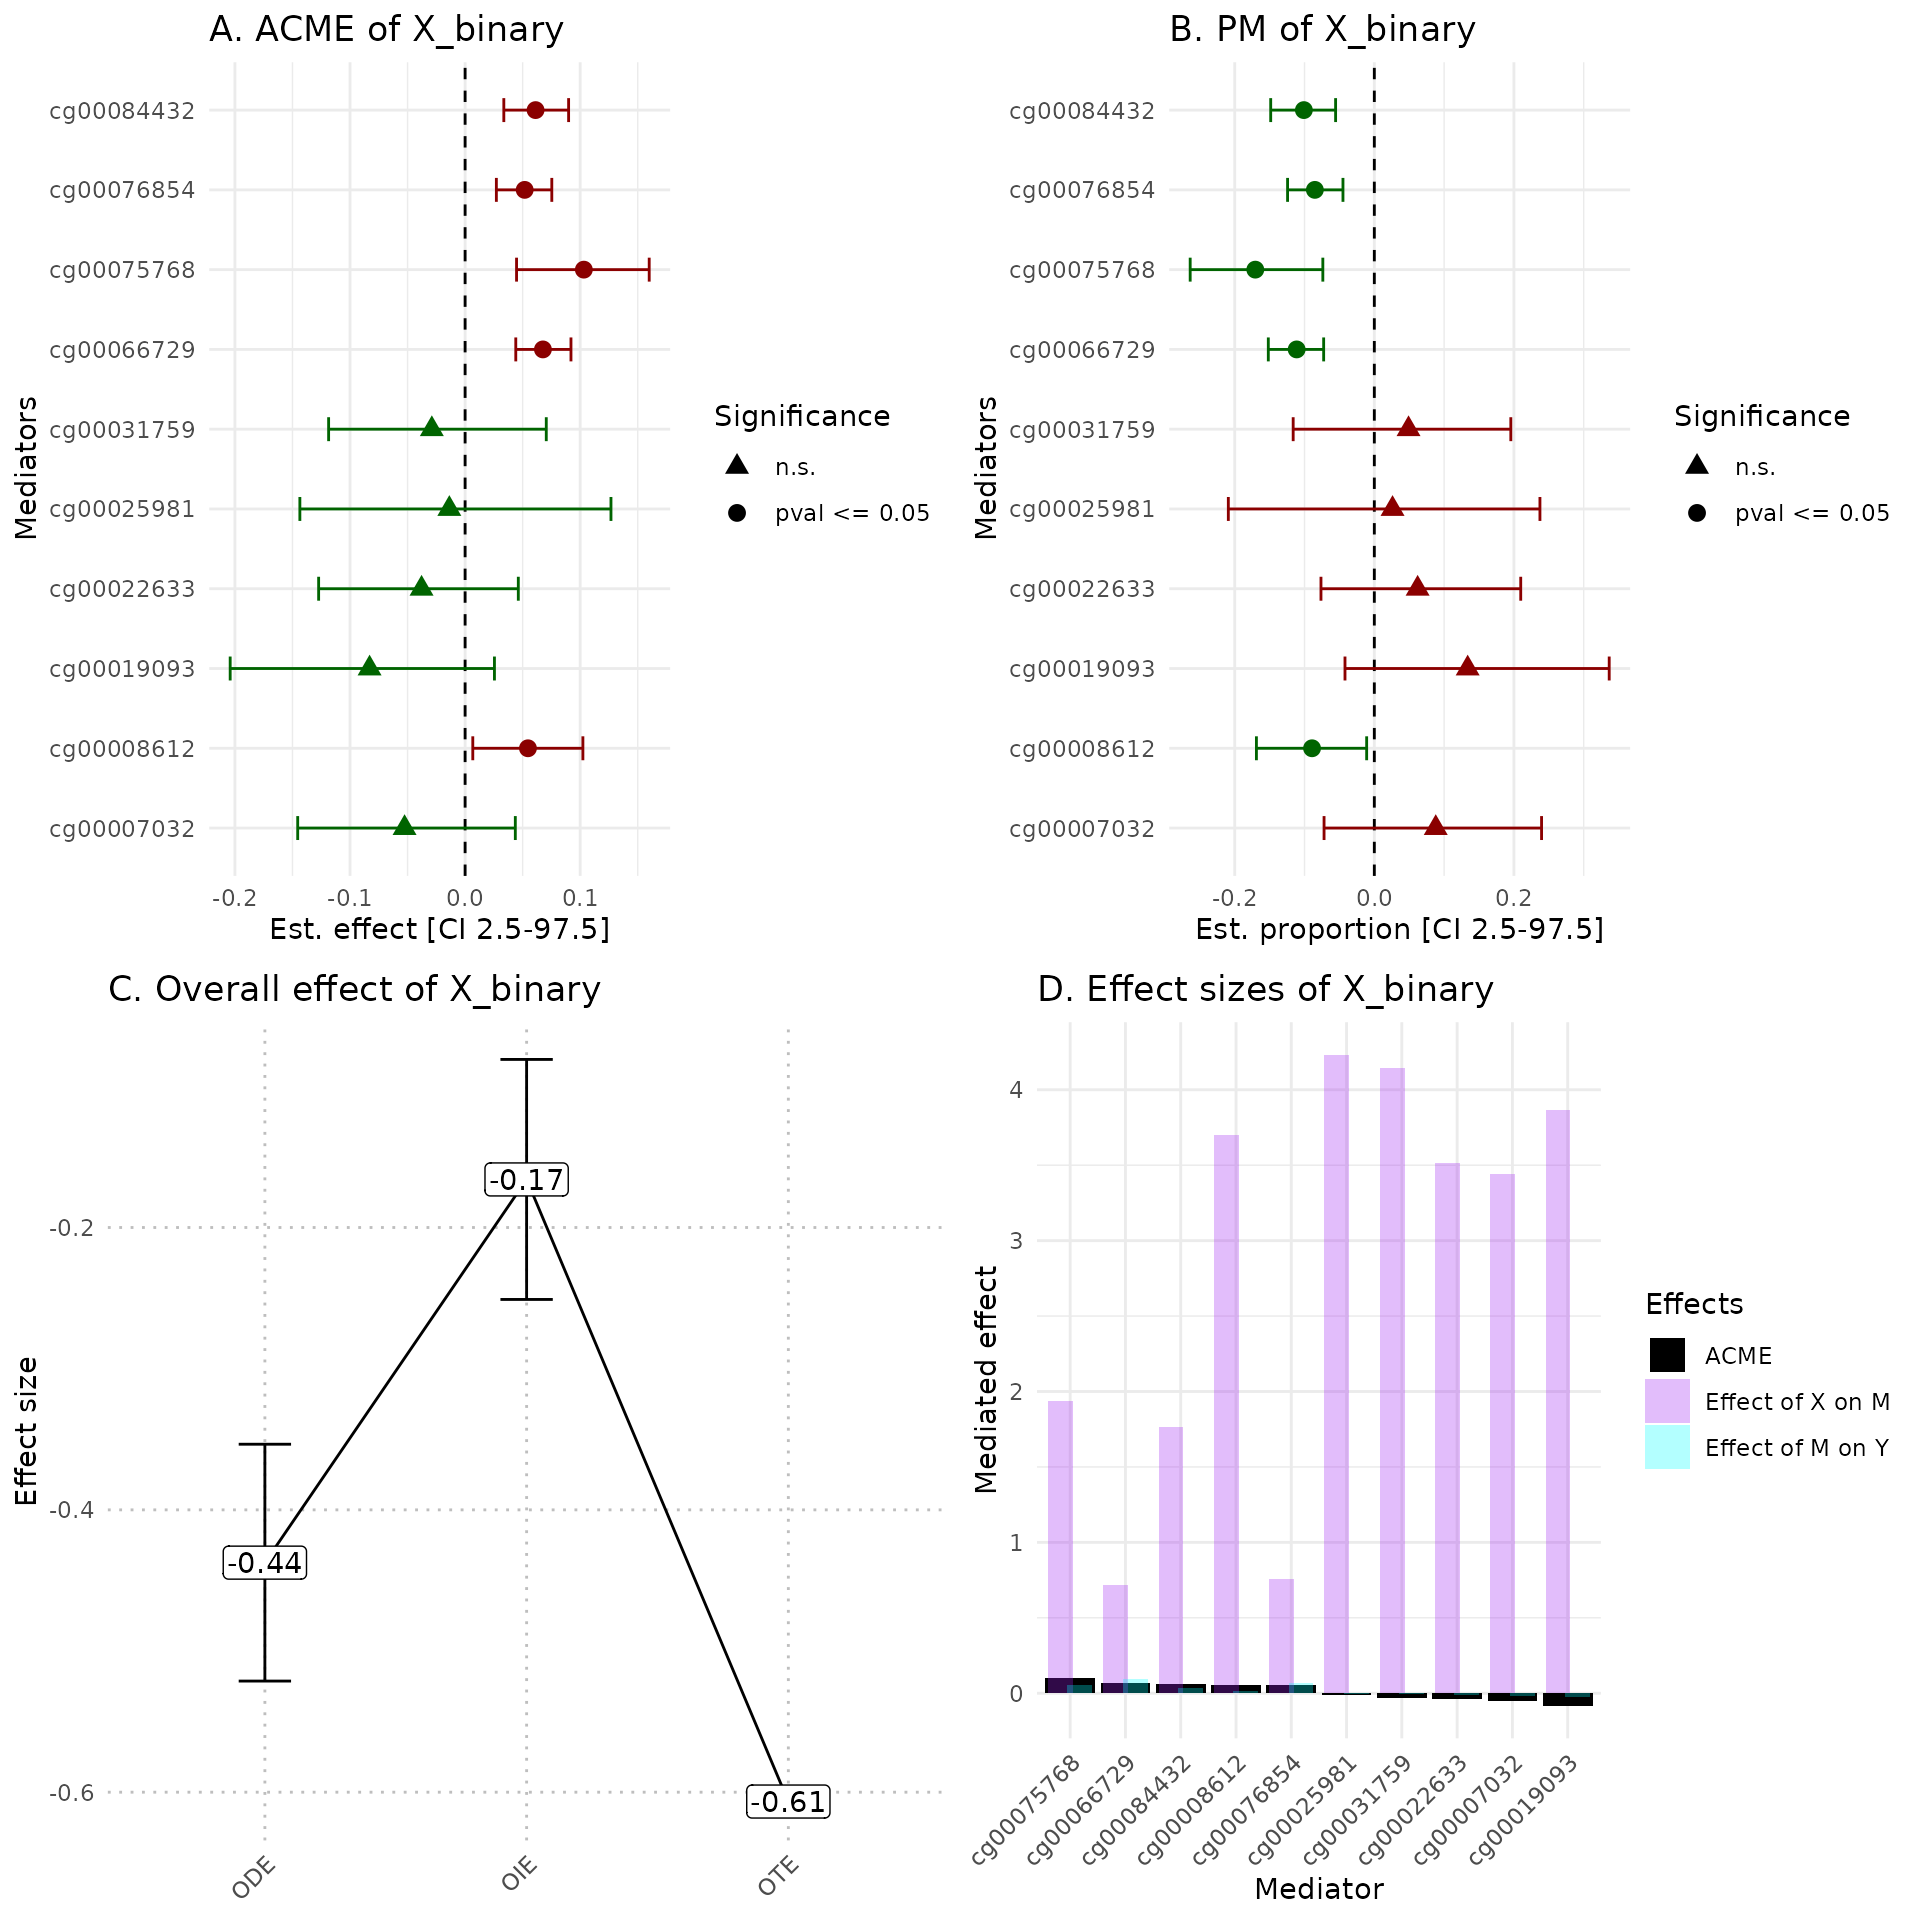 A. ACME of X_binary
cg00084432
cg00076854
cg00075768
cg00066729
cg00031759
cg00025981
cg00022633
cg00019093
cg00008612
cg00007032
Mediators
-0.2 -0.1 0.0 0.1
Est. effect [CI 2.5-97.5]
Significance
n.s.
pval <= 0.05
B. PM of X_binary
cg00084432
cg00076854
cg00075768
cg00066729
cg00031759
cg00025981
cg00022633
cg00019093
cg00008612
cg00007032
Mediators
-0.2 0.0 0.2
Est. proportion [CI 2.5-97.5]
Significance
n.s.
pval <= 0.05
C. Overall effect of X_binary
Effect size
-0.2
-0.4
-0.6
-0.44
-0.17
-0.61
ODE OIE OTE
D. Effect sizes of X_binary
Mediated effect
4
3
2
1
0
cg00075768
cg00066729
cg00084432
cg00008612
cg00076854
cg00025981
cg00031759
cg00022633
cg00007032
cg00019093
Mediator
Effects
ACME
Effect of X on M
Effect of M on Y